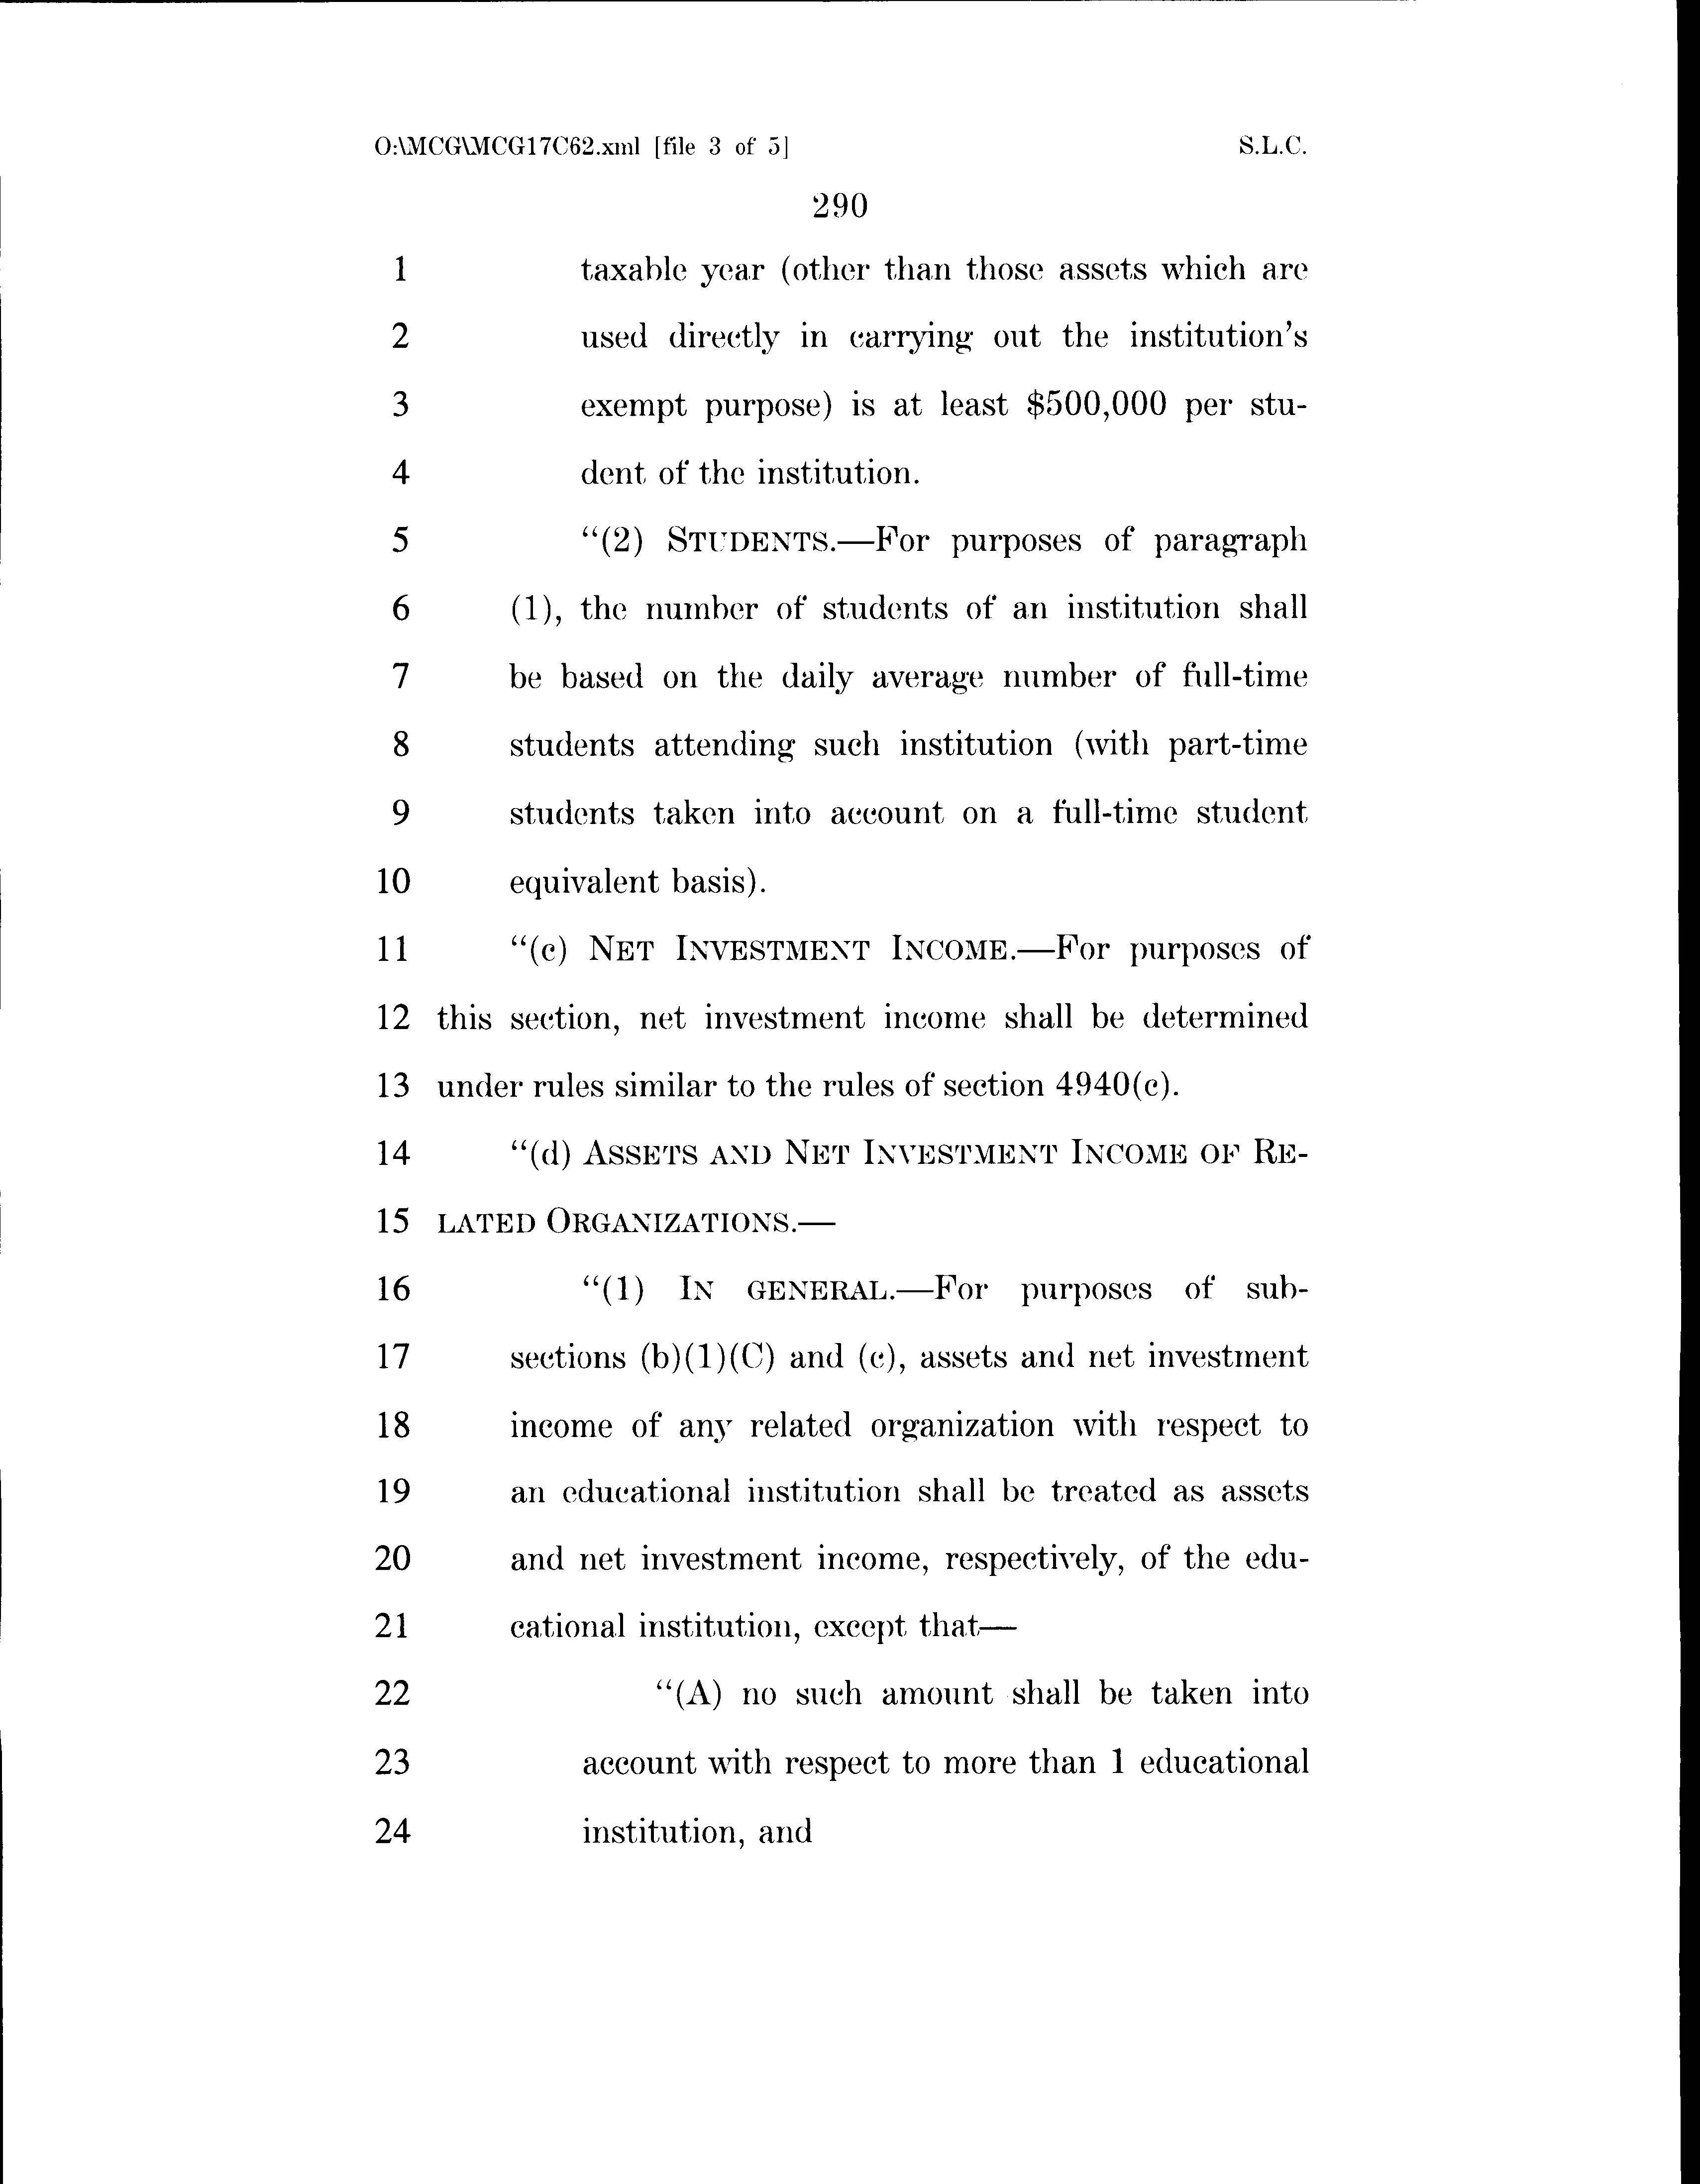 O:\MCG\MCG17C62.xml [file 3 of 5] S.L.C.
290
1 taxable year (other than those assets which are
2 used directly in carrying out the institution's
3 exempt purpose) is at least $500,000 per stu-
4 dent of the institution.
5 “(2) STUDENTS.—For purposes of paragraph
6 (1), the number of students of an institution shall
7 be based on the daily average number of full-time
8 students attending such institution (with part-time
9 students taken into account on a full-time student
10 equivalent basis).
11 “(c) NET INVESTMENT INCOME.—For purposes of
12 this section, net investment income shall be determined
13 under rules similar to the rules of section 4940(c).
14 “(d) ASSETS AND NET INVESTMENT INCOME OF RE-
15 LATED ORGANIZATIONS.—
16 “(1) IN GENERAL.—For purposes of sub-
17 sections (b)(1)(C) and (c), assets and net investment
18 income of any related organization with respect to
19 an educational institution shall be treated as assets
20 and net investment income, respectively, of the edu-
21 cational institution, except that—
22 “(A) no such amount shall be taken into
23 account with respect to more than 1 educational
24 institution, and